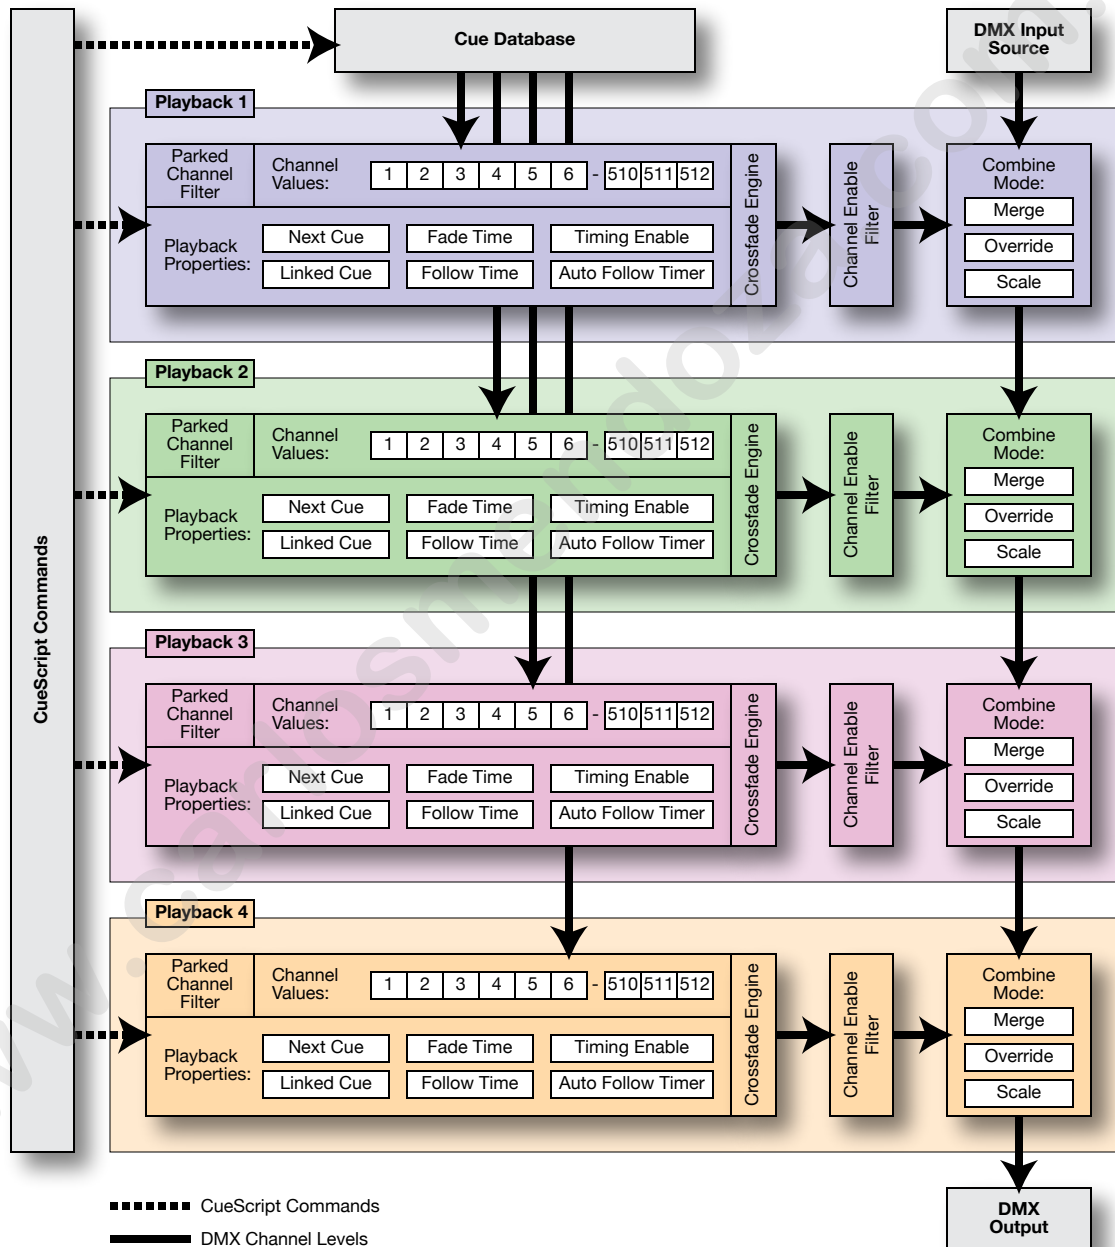 Cue Database
DMX Input
Source
CueScript Commands
Playback 1
Parked
Channel
Filter
Channel
Values:
1 2 3 4 5 6 - 510 511 512
Playback
Properties:
Next Cue Fade Time Timing Enable
Linked Cue Follow Time Auto Follow Timer
Crossfade Engine
Channel Enable
Filter
Combine
Mode:
Merge
Override
Scale
Playback 2
Parked
Channel
Filter
Channel
Values:
1 2 3 4 5 6 - 510 511 512
Playback
Properties:
Next Cue Fade Time Timing Enable
Linked Cue Follow Time Auto Follow Timer
Crossfade Engine
Channel Enable
Filter
Combine
Mode:
Merge
Override
Scale
Playback 3
Parked
Channel
Filter
Channel
Values:
1 2 3 4 5 6 - 510 511 512
Playback
Properties:
Next Cue Fade Time Timing Enable
Linked Cue Follow Time Auto Follow Timer
Crossfade Engine
Channel Enable
Filter
Combine
Mode:
Merge
Override
Scale
Playback 4
Parked
Channel
Filter
Channel
Values:
1 2 3 4 5 6 - 510 511 512
Playback
Properties:
Next Cue Fade Time Timing Enable
Linked Cue Follow Time Auto Follow Timer
Crossfade Engine
Channel Enable
Filter
Combine
Mode:
Merge
Override
Scale
CueScript Commands
DMX Channel Levels
DMX
Output
www.carlosmendoza.com.